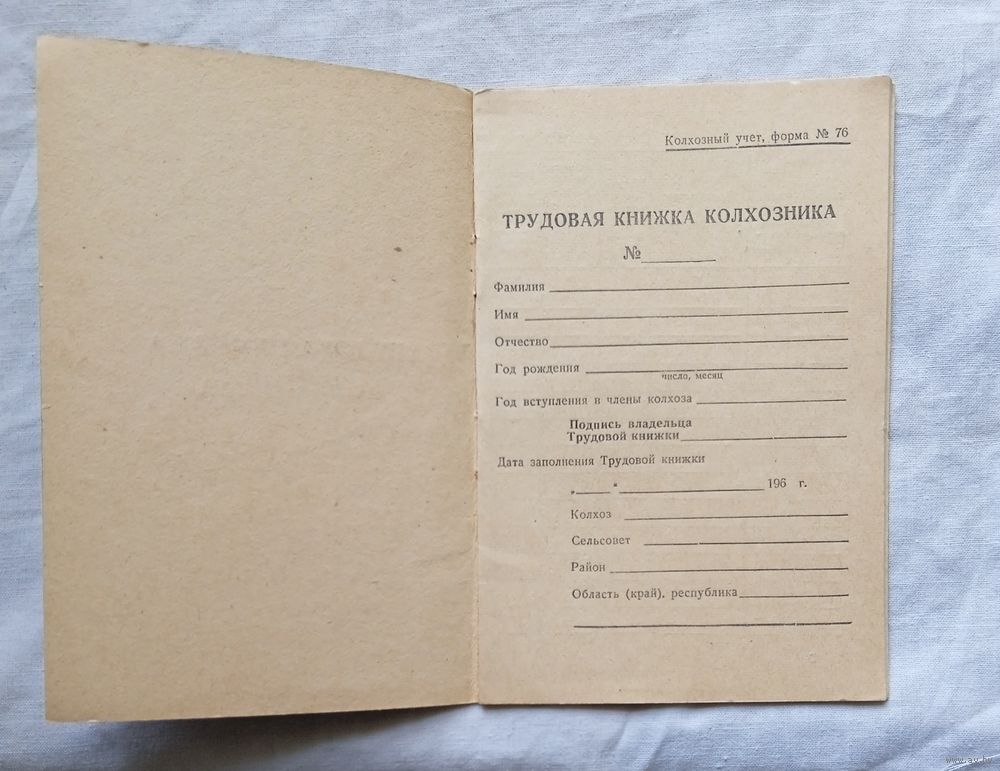 Колхозный учет, форма № 76
ТРУДОВАЯ КНИЖКА КОЛХОЗНИКА
№
Фамилия
Имя
Отчество
Год рождения
число, месяц
Год вступления в члены колхоза
Подпись владельца
Трудовой книжки
Дата заполнения Трудовой книжки
„ “ 196 г.
Колхоз
Сельсовет
Район
Область (край), республика